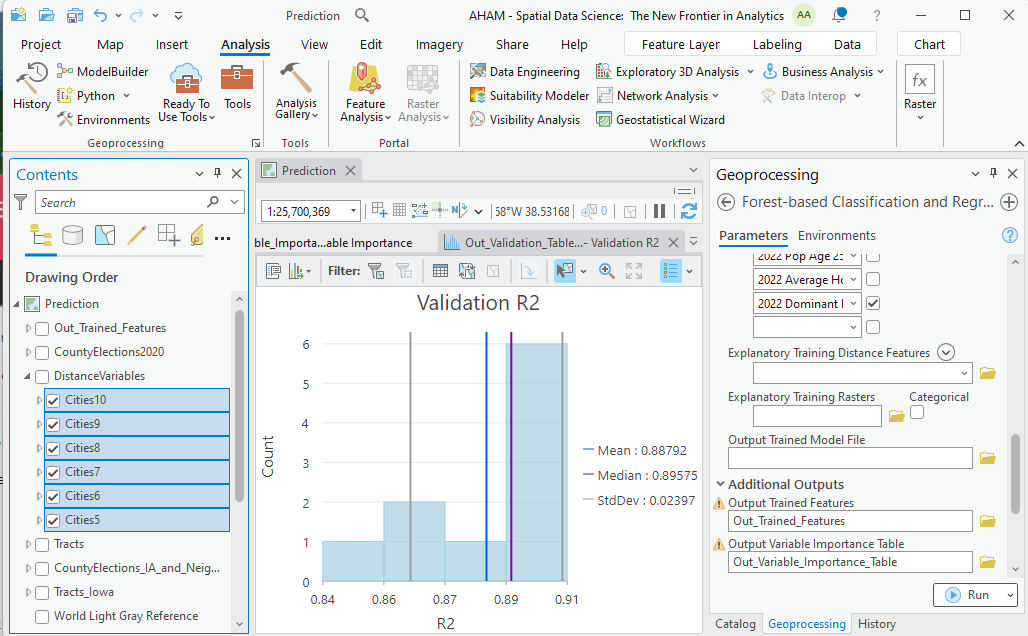 Prediction
AHAM - Spatial Data Science: The New Frontier in Analytics
AA
?
Project
Map
Insert
Analysis
View
Edit
Imagery
Share
Help
Feature Layer
Labeling
Data
Chart
History
ModelBuilder
Python
Environments
Ready To Use Tools
Tools
Analysis Gallery
Feature Analysis
Raster Analysis
Data Engineering
Suitability Modeler
Visibility Analysis
Exploratory 3D Analysis
Network Analysis
Geostatistical Wizard
Business Analysis
Data Interop
fx
Raster
Geoprocessing
Tools
Portal
Workflows
Contents
Search
Drawing Order
Prediction
Out_Trained_Features
CountyElections2020
DistanceVariables
Cities10
Cities9
Cities8
Cities7
Cities6
Cities5
Tracts
CountyElections_IA_and_Neig...
Tracts_Iowa
World Light Gray Reference
Prediction
1:25,700,369
58°W 38.53168
0
ble_Importa...able Importance
Out_Validation_Table...- Validation R2
Filter:
Validation R2
6
5
4
3
2
1
0
Count
0.84 0.86 0.87 0.89 0.91
R2
Mean : 0.88792
Median : 0.89575
StdDev : 0.02397
Geoprocessing
Forest-based Classification and Regr...
Parameters Environments
?
2022 Average Ho
2022 Dominant
Explanatory Training Distance Features
Explanatory Training Rasters
Categorical
Output Trained Model File
Additional Outputs
Output Trained Features
Out_Trained_Features
Output Variable Importance Table
Out_Variable_Importance_Table
Run
Catalog Geoprocessing History